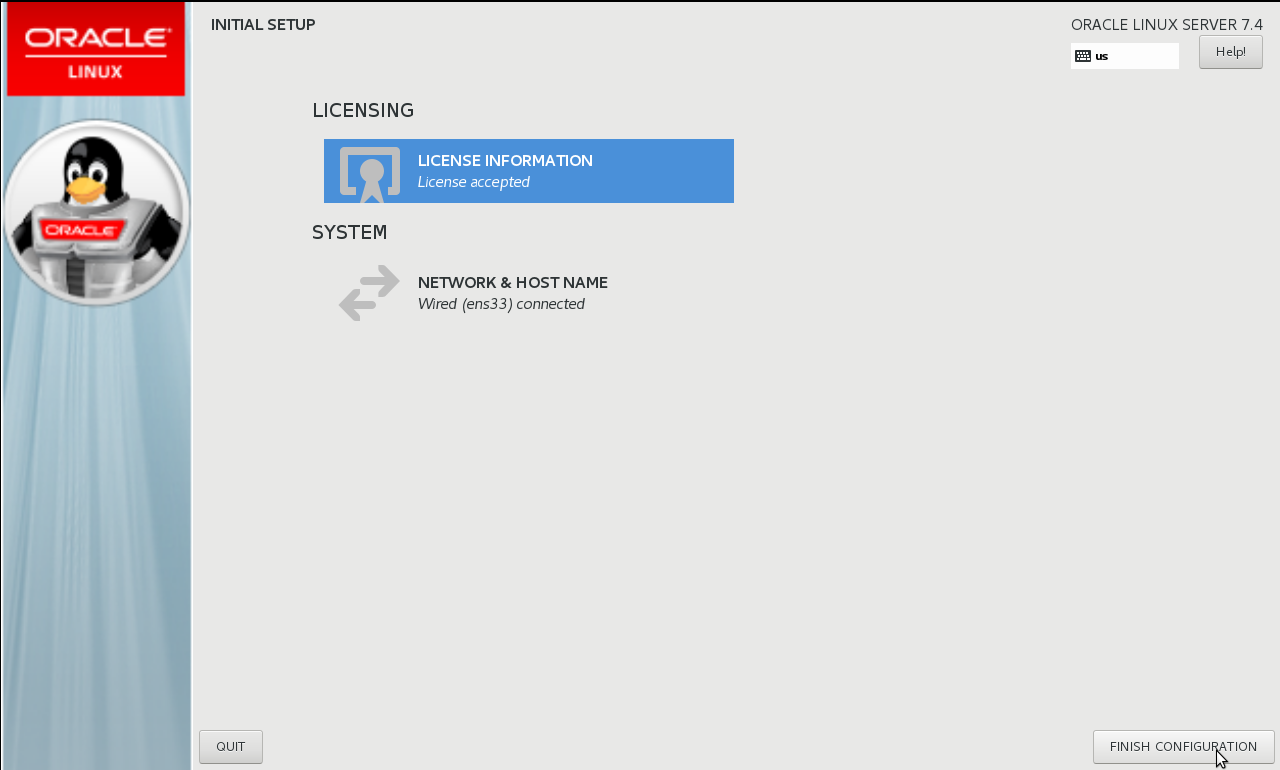 ORACLE
LINUX
ORACLE
INITIAL SETUP
ORACLE LINUX SERVER 7.4
us
Help!
LICENSING
LICENSE INFORMATION
License accepted
SYSTEM
NETWORK & HOST NAME
Wired (ens33) connected
QUIT
FINISH CONFIGURATION